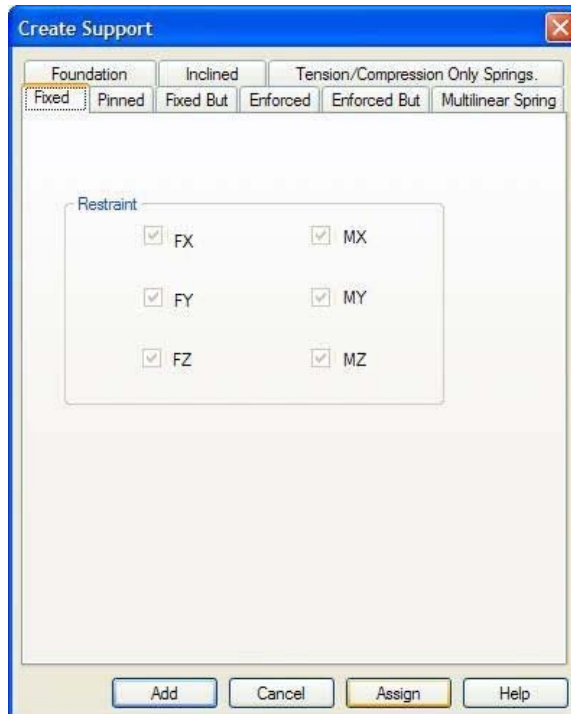 Create Support
Foundation Inclined Tension/Compression Only Springs.
Fixed Pinned Fixed But Enforced Enforced But Multilinear Spring
Restraint
FX MX
FY MY
FZ MZ
Add Cancel Assign Help